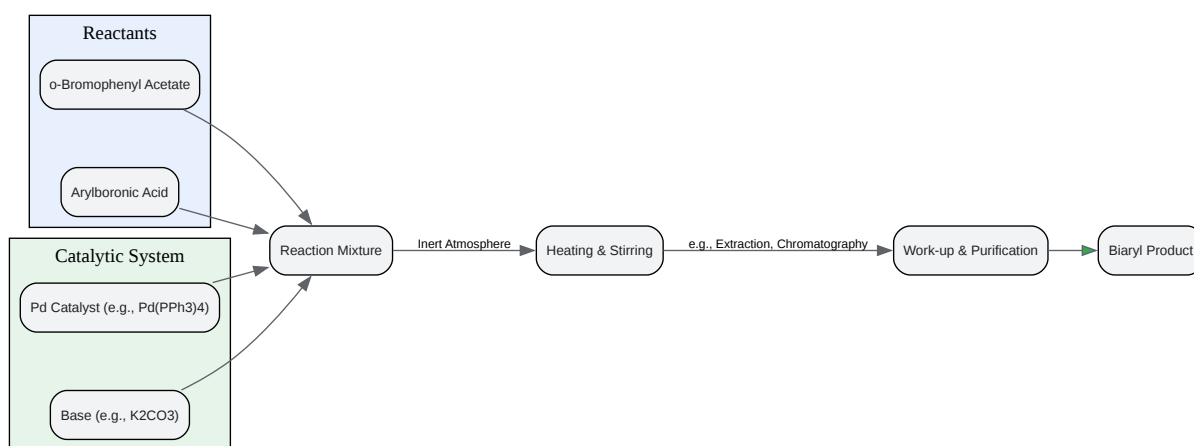 Reactants
o-Bromophenyl Acetate
Arylboronic Acid
Catalytic System
Pd Catalyst (e.g., Pd(PPh3)4)
Base (e.g., K2CO3)
Reaction Mixture
Inert Atmosphere
Heating & Stirring
e.g., Extraction, Chromatography
Work-up & Purification
Biaryl Product